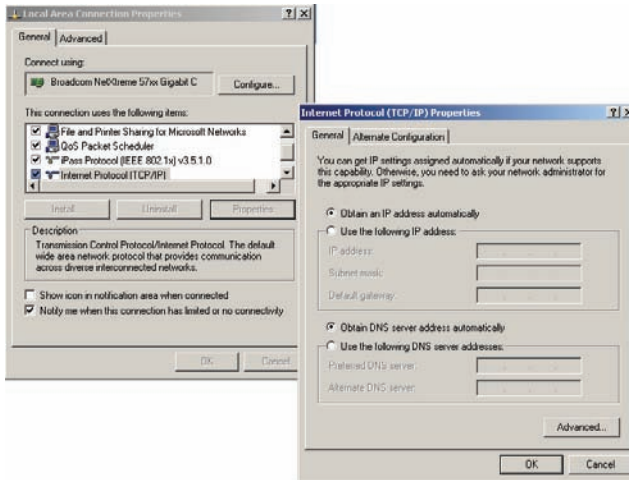 Local Area Connection Properties
General
Advanced
Connect using:
Broadcom NetXtreme 57xx Gigabit C
Configure...
This connection uses the following items:
File and Printer Sharing for Microsoft Networks
QoS Packet Scheduler
iPass Protocol (IEEE 802.1x) v3.5.1.0
Internet Protocol (TCP/IP)
Install
Uninstall
Properties
Description
Transmission Control Protocol/Internet Protocol. The default
wide area network protocol that provides communication
across diverse interconnected networks.
Show icon in notification area when connected
Notify me when this connection has limited or no connectivity
OK
Cancel
Internet Protocol (TCP/IP) Properties
General
Alternate Configuration
You can get IP settings assigned automatically if your network supports
this capability. Otherwise, you need to ask your network administrator for
the appropriate IP settings.
Obtain an IP address automatically
Use the following IP address:
IP address:
Subnet mask:
Default gateway:
Obtain DNS server address automatically
Use the following DNS server addresses:
Preferred DNS server:
Alternate DNS server:
Advanced...
OK
Cancel